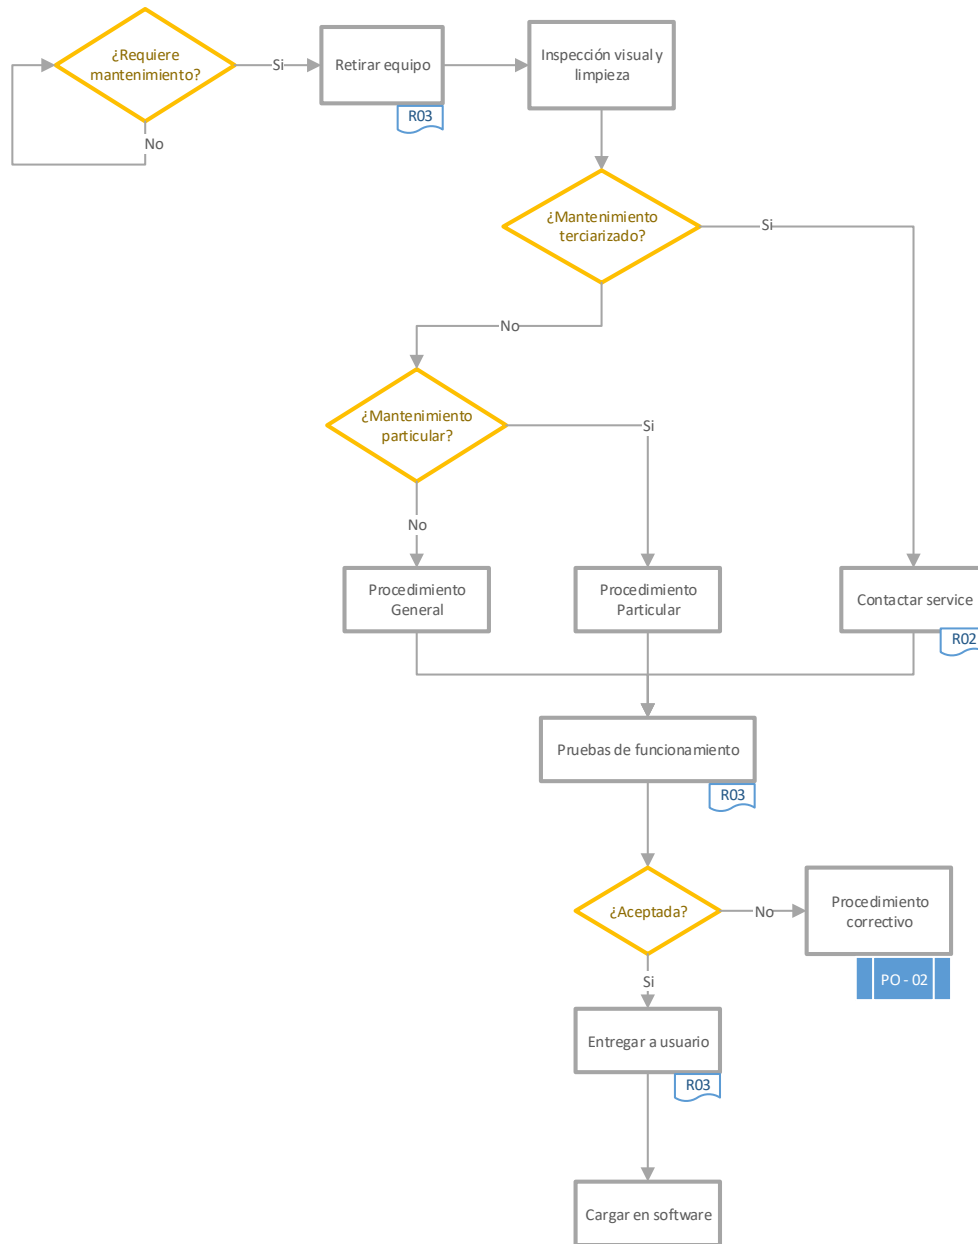 ¿Requiere
mantenimiento?
Si
Retirar equipo
R03
Inspección visual y
limpieza
No
¿Mantenimiento
terciarizado?
Si
No
¿Mantenimiento
particular?
Si
No
Procedimiento
General
Procedimiento
Particular
Contactar service
R02
Pruebas de funcionamiento
R03
¿Aceptada?
No
Procedimiento
correctivo
PO - 02
Si
Entregar a usuario
R03
Cargar en software